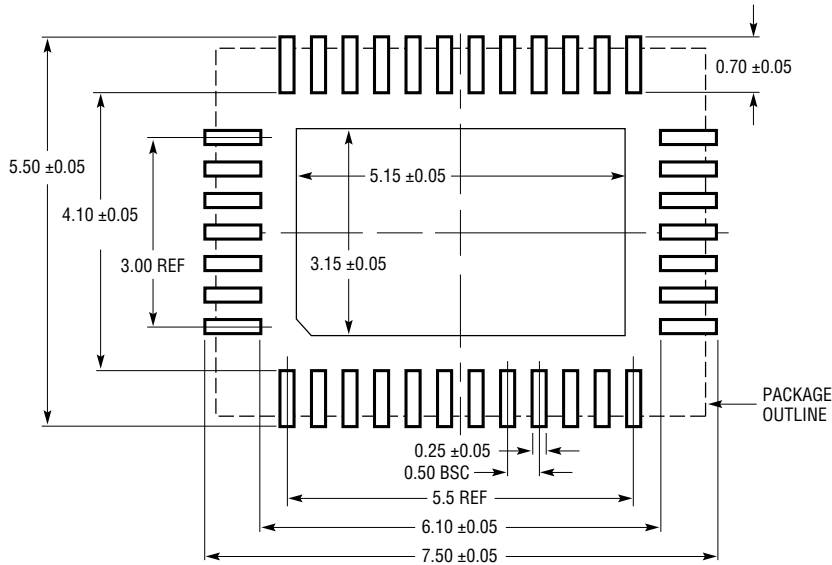 0.70 ±0.05
5.50 ±0.05
5.15 ±0.05
4.10 ±0.05
3.00 REF
3.15 ±0.05
PACKAGE
OUTLINE
0.25 ±0.05
0.50 BSC
5.5 REF
6.10 ±0.05
7.50 ±0.05